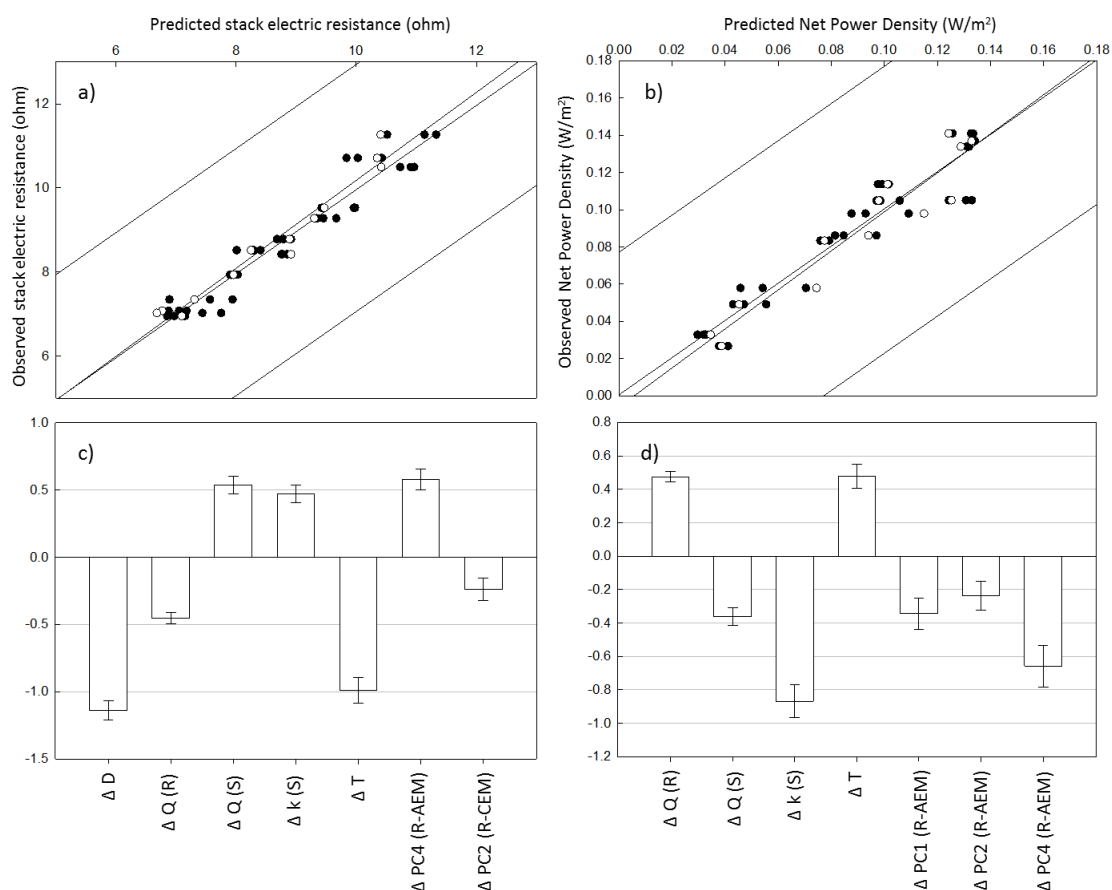 Predicted stack electric resistance (ohm)
6 8 10 12
Observed stack electric resistance (ohm)
12
10
8
6
a)
Predicted Net Power Density (W/m²)
0.00 0.02 0.04 0.06 0.08 0.10 0.12 0.14 0.16 0.18
Observed Net Power Density (W/m²)
0.18
0.16
0.14
0.12
0.10
0.08
0.06
0.04
0.02
0.00
b)
1.0
0.5
0.0
-0.5
-1.0
-1.5
c)
Δ D
Δ Q (R)
Δ Q (S)
Δ k (S)
Δ T
Δ PC4 (R-AEM)
Δ PC2 (R-CEM)
0.8
0.6
0.4
0.2
0.0
-0.2
-0.4
-0.6
-0.8
-1.0
-1.2
d)
Δ Q (R)
Δ Q (S)
Δ k (S)
Δ T
Δ PC1 (R-AEM)
Δ PC2 (R-AEM)
Δ PC4 (R-AEM)